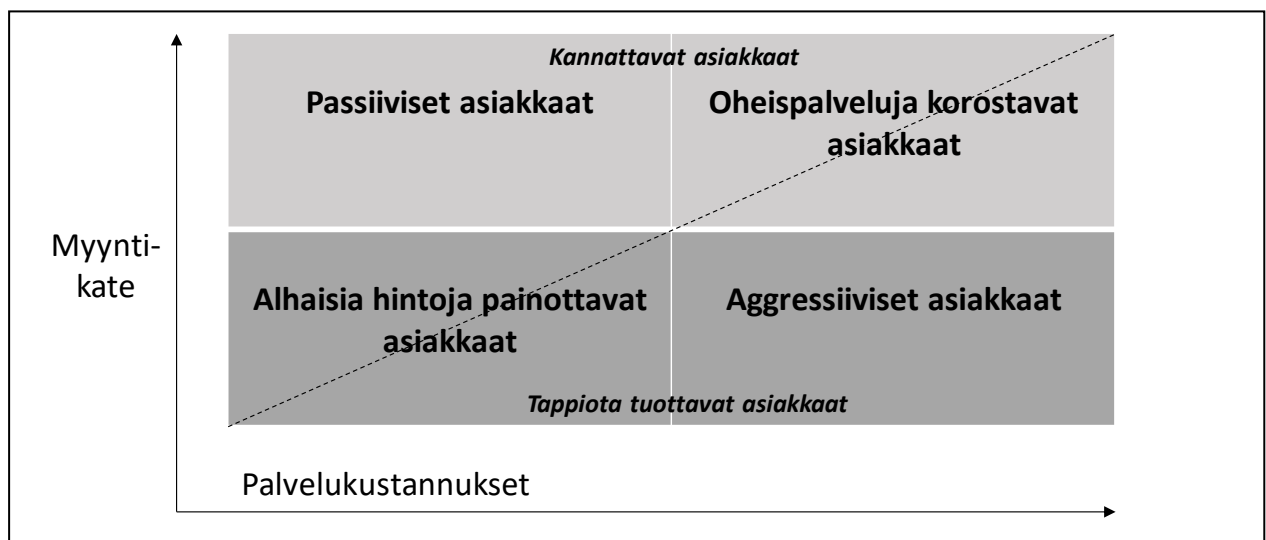 Kannattavat asiakkaat
Passiiviset asiakkaat
Oheispalveluja korostavat
asiakkaat
Myynti-
kate
Alhaisia hintoja painottavat
asiakkaat
Aggressiiviset asiakkaat
Tappiota tuottavat asiakkaat
Palvelukustannukset